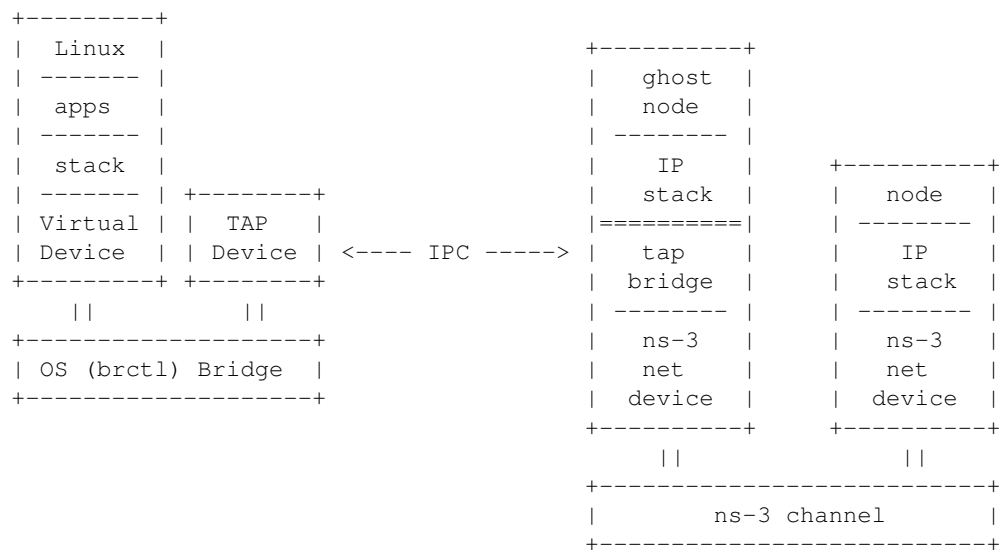 +---------+
|  Linux  |                             +----------+
| ------- |                             |   ghost  |
|  apps   |                             |   node   |
| ------- |                             | -------- |
|  stack  |                             |    IP    |     +----------+
| ------- | +--------+                  |   stack  |     |   node   |
| Virtual | |  TAP   |                  |==========|     | -------- |
| Device  | | Device | <---- IPC -----> |   tap    |     |    IP    |
+---------+ +--------+                  |  bridge  |     |   stack  |
    ||          ||                      | -------- |     | -------- |
+--------------------+                  |   ns-3   |     |   ns-3   |
| OS (brctl) Bridge  |                  |   net    |     |   net    |
+--------------------+                  |  device  |     |  device  |
                                        +----------+     +----------+
                                             ||               ||
                                        +---------------------------+
                                        |        ns-3 channel       |
                                        +---------------------------+